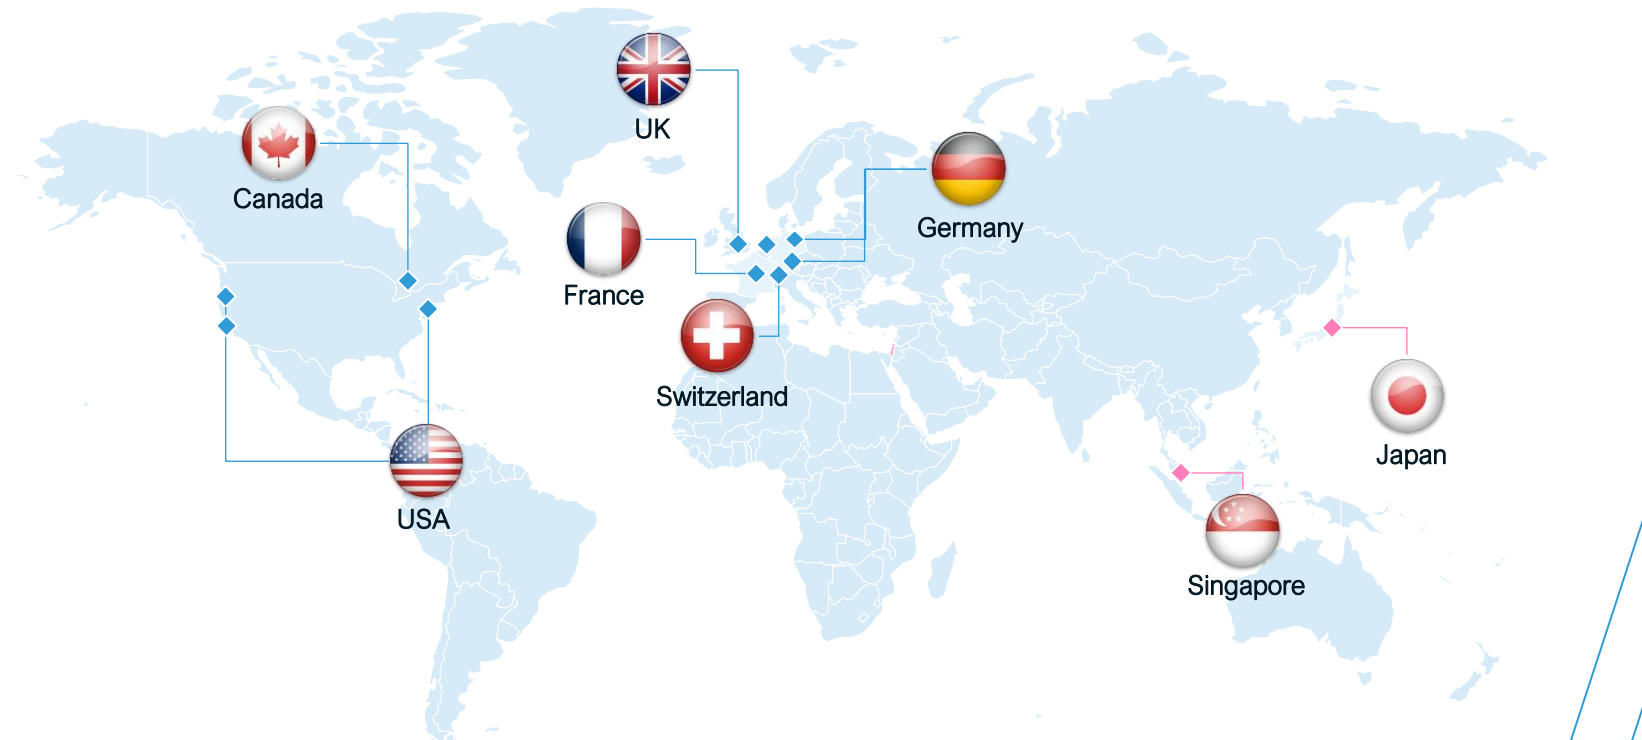 UK
Canada
Germany
France
Switzerland
Japan
USA
Singapore